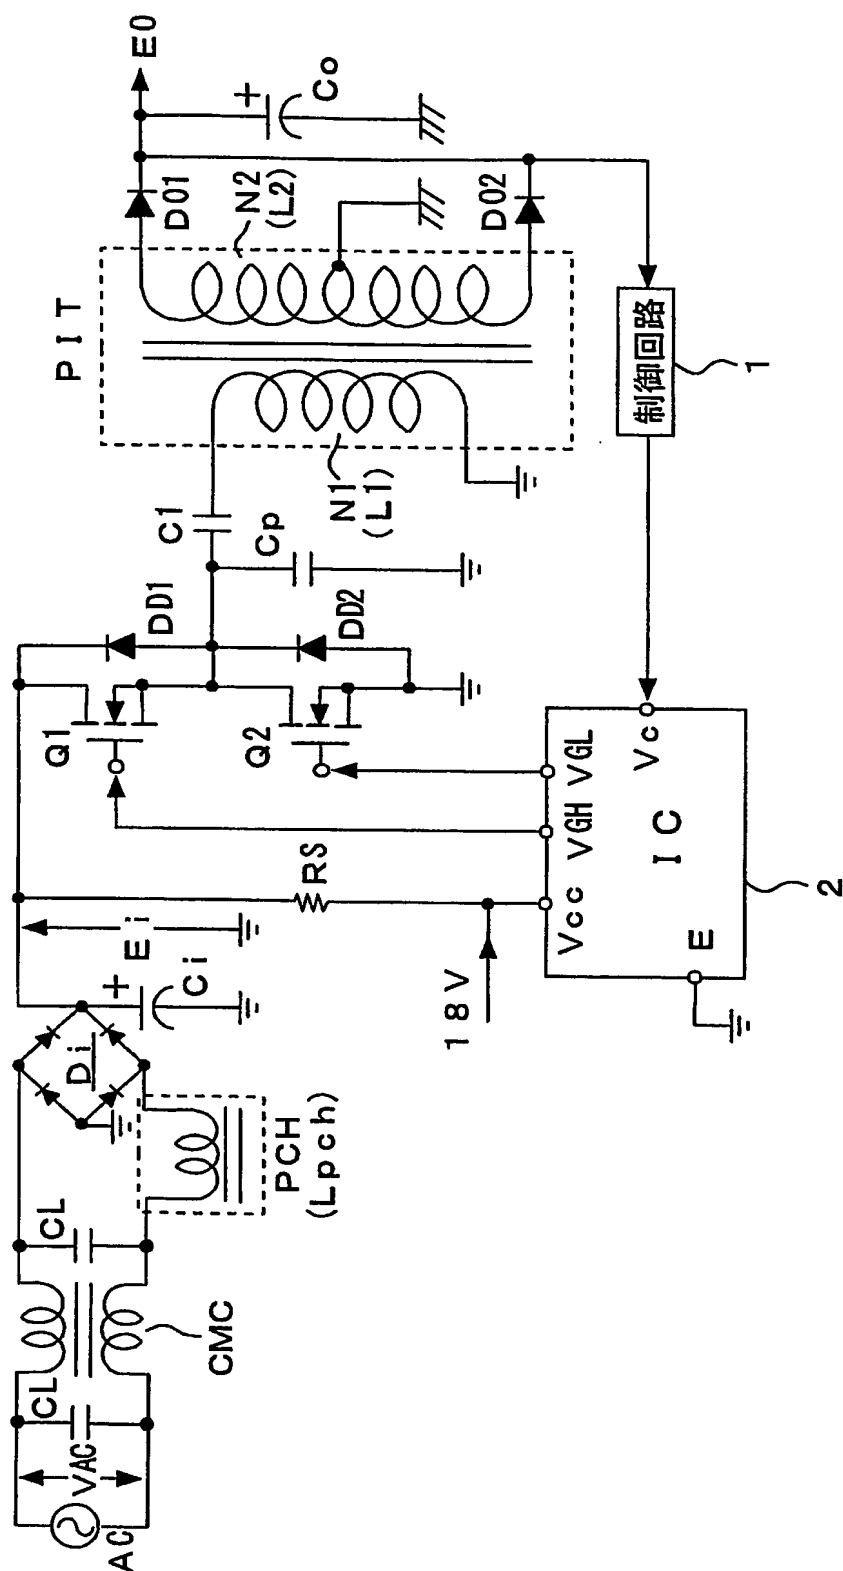 AC
VAC
CL
CMC
CL
PCH
(Lpch)
Di
Ci
Ei
RS
18V
Q1
Q2
DD1
DD2
C1
Cp
PIT
N1
(L1)
N2
(L2)
D01
D02
Co
E0
制御回路
1
Vcc
VGH
VGL
Vc
IC
E
2
+
+